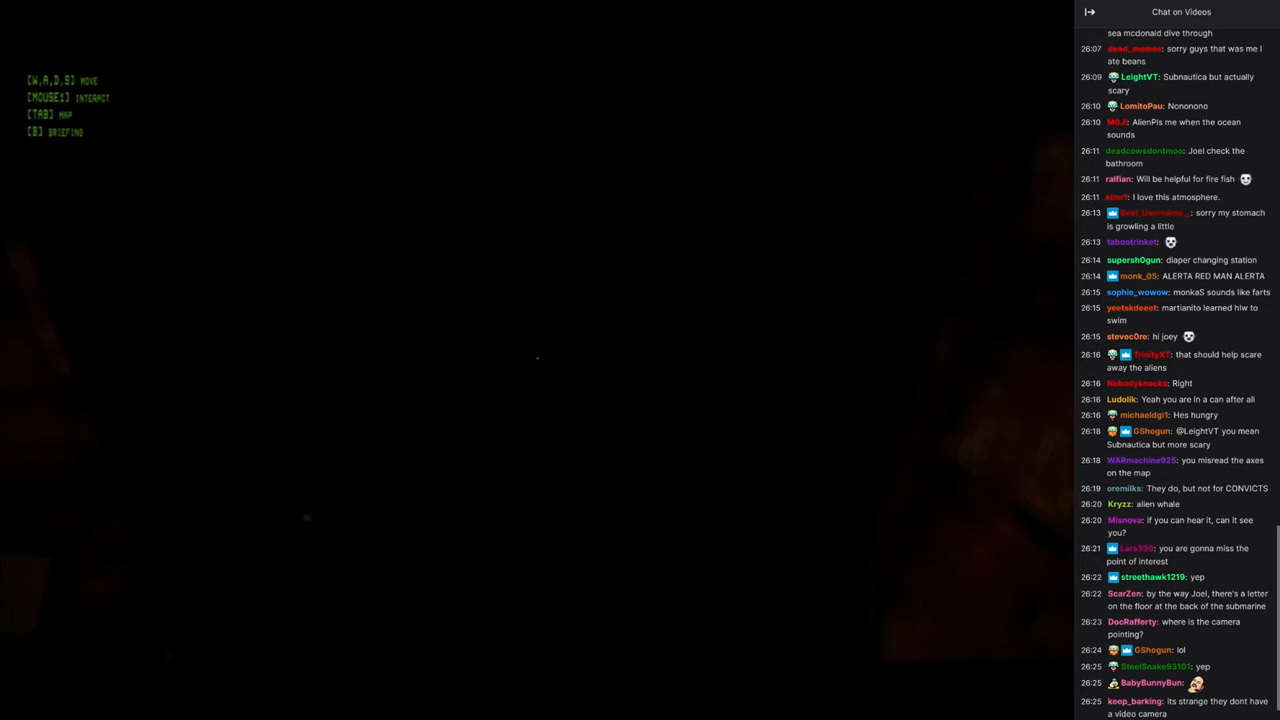 [W,A,D,S] MOVE
[MOUSE1] INTERACT
[TAB] MAP
[B] BRIEFING
Chat on Videos
sea mcdonald dive through
26:07 dead_memee: sorry guys that was me I
ate beans
26:09 LeightVT: Subnautica but actually
scary
26:10 LomitoPau: Nononono
26:10 M0JI: AlienPls me when the ocean
sounds
26:11 deadcowsdontmoo: Joel check the
bathroom
26:11 ralfian: Will be helpful for fire fish
26:11 kimr1: I love this atmosphere.
26:13 Best_Username_: sorry my stomach
is growling a little
26:13 tabootrinket:
26:14 supersh0gun: diaper changing station
26:14 monk_05: ALERTA RED MAN ALERTA
26:15 sophie_wowow: monkaS sounds like farts
26:15 yeetskdeeet: martianito learned hlw to
swim
26:15 stevec0re: hi joey
26:16 TrinityXT: that should help scare
away the aliens
26:16 Nobodyknocks: Right
26:16 Ludolik: Yeah you are in a can after all
26:16 michaeldgi1: Hes hungry
26:18 GShogun: @LeightVT you mean
Subnautica but more scary
26:18 WARmachine925: you misread the axes
on the map
26:19 oremilks: They do, but not for CONVICTS
26:20 Kryzz: alien whale
26:20 Misnova: if you can hear it, can it see
you?
26:21 Lars330: you are gonna miss the
point of interest
26:22 streethawk1219: yep
26:22 ScarZen: by the way Joel, there's a letter
on the floor at the back of the submarine
26:23 DocRafferty: where is the camera
pointing?
26:24 GShogun: lol
26:25 SteelSnake93101: yep
26:25 BabyBunnyBun:
26:25 keep_barking: its strange they dont have
a video camera